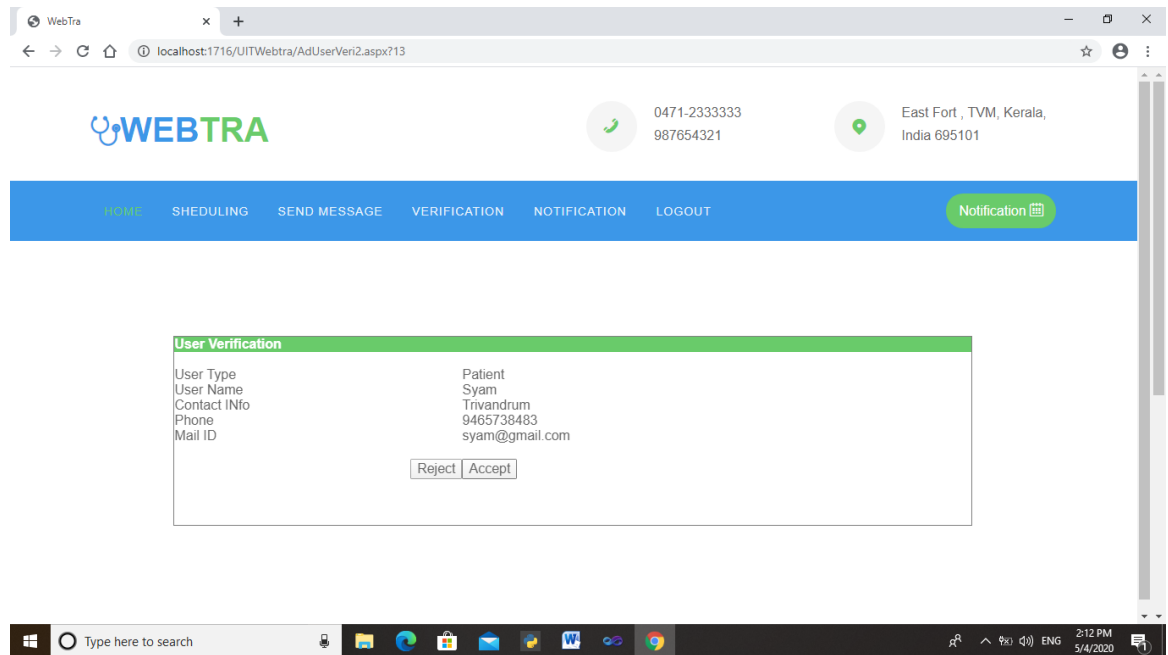 WebTra
localhost:1716/UITWebtra/AdUserVeri2.aspx?13
WEBTRA
0471-2333333
987654321
East Fort , TVM, Kerala,
India 695101
HOME SHEDULING SEND MESSAGE VERIFICATION NOTIFICATION LOGOUT
Notification
User Verification
User Type Patient
User Name Syam
Contact INfo Trivandrum
Phone 9465738483
Mail ID syam@gmail.com
Reject Accept
Type here to search
ENG
2:12 PM
5/4/2020